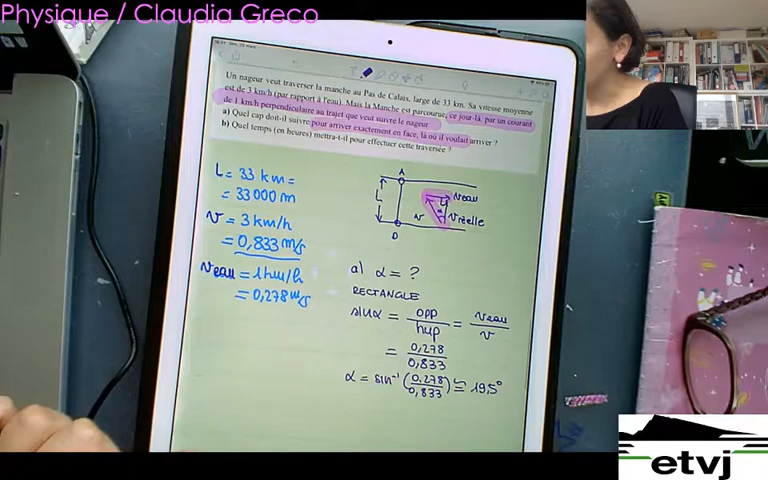 Physique / Claudia Greco
Un nageur veut traverser la manche au Pas de Calais, large de 33 km. Sa vitesse moyenne
est de 3 km/h (par rapport à l'eau). Mais la Manche est parcourue, ce jour-là, par un courant
de 1 km/h perpendiculaire au trajet que veut suivre le nageur.
a) Quel cap doit-il suivre pour arriver exactement en face, là où il voulait arriver ?
b) Quel temps (en heures) mettra-t-il pour effectuer cette traversée ?
L = 33 km =
= 33 000 m
v = 3 km/h
= 0,833 m/s
veau = 1 km/h
= 0,278 m/s
A
L
veau
α
v
vréelle
D
a) α = ?
RECTANGLE
sin α = opp / hyp = veau / v
= 0,278 / 0,833
α = sin⁻¹ (0.278 / 0,833) ≅ 19,5°
etvj